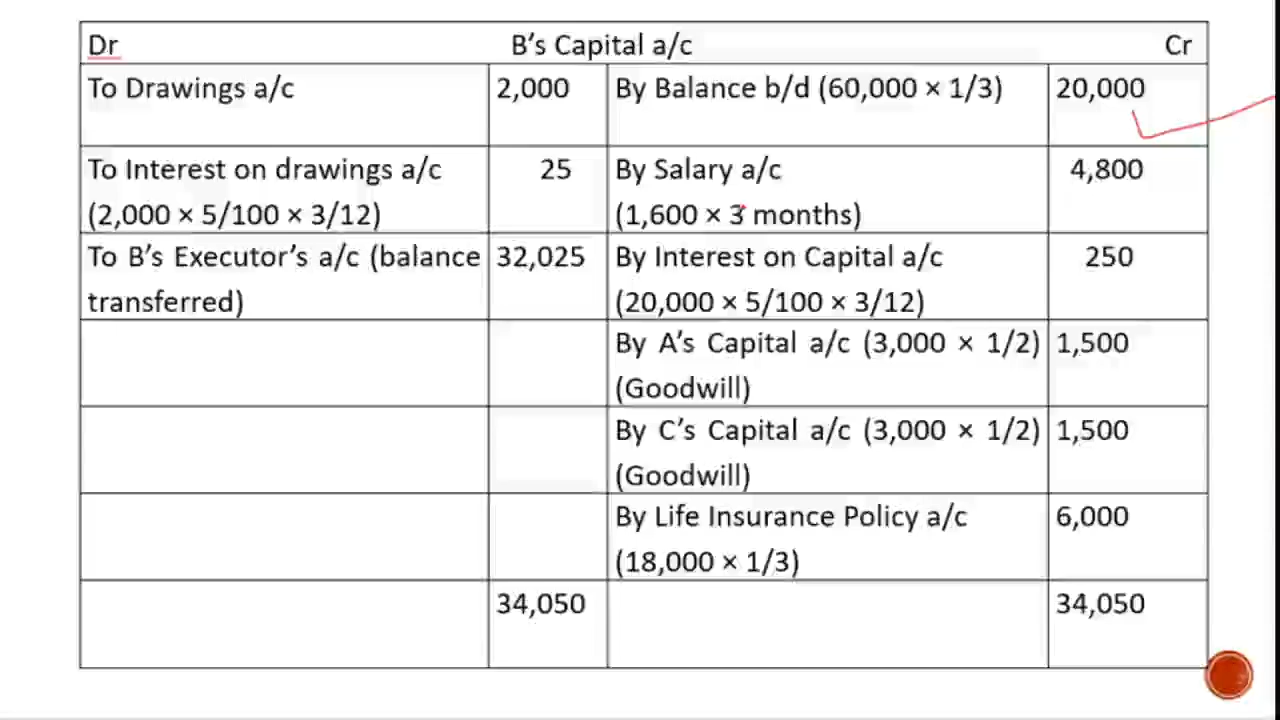 Dr B’s Capital a/c Cr
To Drawings a/c 2,000 By Balance b/d (60,000 × 1/3) 20,000
To Interest on drawings a/c 25 By Salary a/c 4,800
(2,000 × 5/100 × 3/12) (1,600 × 3 months)
To B’s Executor’s a/c (balance 32,025 By Interest on Capital a/c 250
transferred) (20,000 × 5/100 × 3/12)
By A’s Capital a/c (3,000 × 1/2) 1,500
(Goodwill)
By C’s Capital a/c (3,000 × 1/2) 1,500
(Goodwill)
By Life Insurance Policy a/c 6,000
(18,000 × 1/3)
34,050 34,050